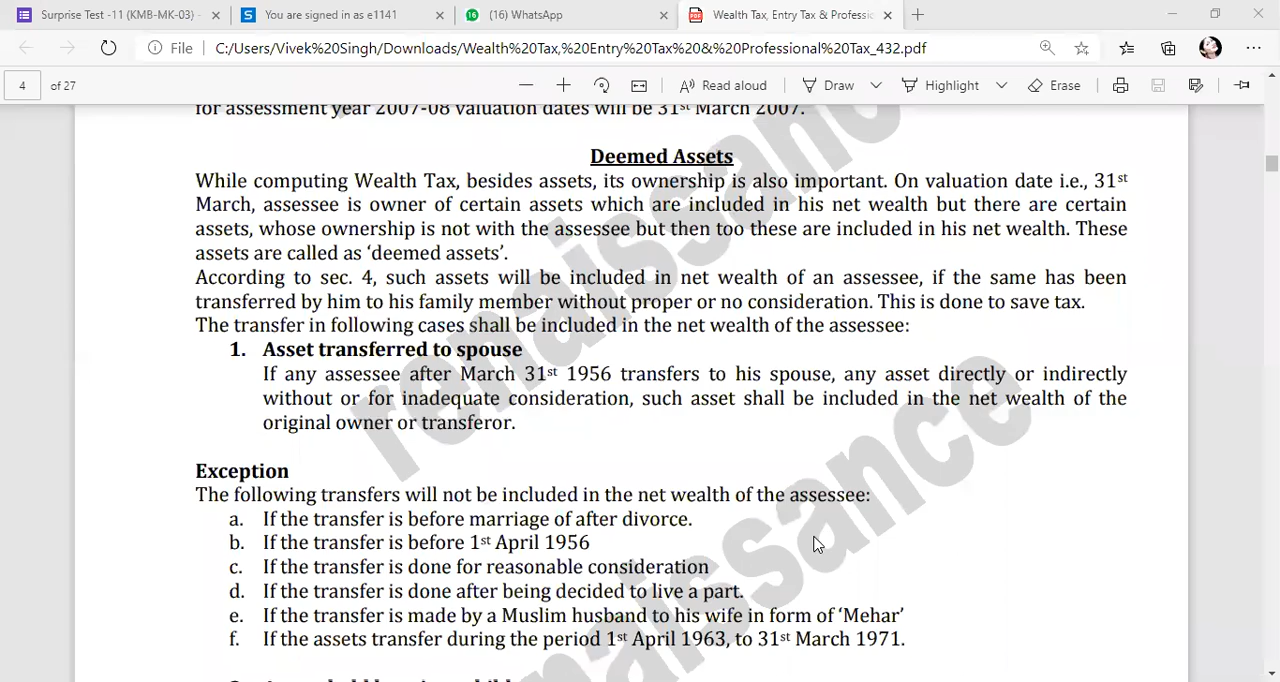 Surprise Test -11 (KMB-MK-03) - You are signed in as e1141 (16) WhatsApp Wealth Tax, Entry Tax & Professio
File C:/Users/Vivek%20Singh/Downloads/Wealth%20Tax,%20Entry%20Tax%20&%20Professional%20Tax_432.pdf
4 of 27 Read aloud Draw Highlight Erase
for assessment year 2007-08 valuation dates will be 31st March 2007.
Deemed Assets
While computing Wealth Tax, besides assets, its ownership is also important. On valuation date i.e., 31st
March, assessee is owner of certain assets which are included in his net wealth but there are certain
assets, whose ownership is not with the assessee but then too these are included in his net wealth. These
assets are called as ‘deemed assets’.
According to sec. 4, such assets will be included in net wealth of an assessee, if the same has been
transferred by him to his family member without proper or no consideration. This is done to save tax.
The transfer in following cases shall be included in the net wealth of the assessee:
1. Asset transferred to spouse
If any assessee after March 31st 1956 transfers to his spouse, any asset directly or indirectly
without or for inadequate consideration, such asset shall be included in the net wealth of the
original owner or transferor.
Exception
The following transfers will not be included in the net wealth of the assessee:
a. If the transfer is before marriage of after divorce.
b. If the transfer is before 1st April 1956
c. If the transfer is done for reasonable consideration
d. If the transfer is done after being decided to live a part.
e. If the transfer is made by a Muslim husband to his wife in form of ‘Mehar’
f. If the assets transfer during the period 1st April 1963, to 31st March 1971.
renaissance
renaissance